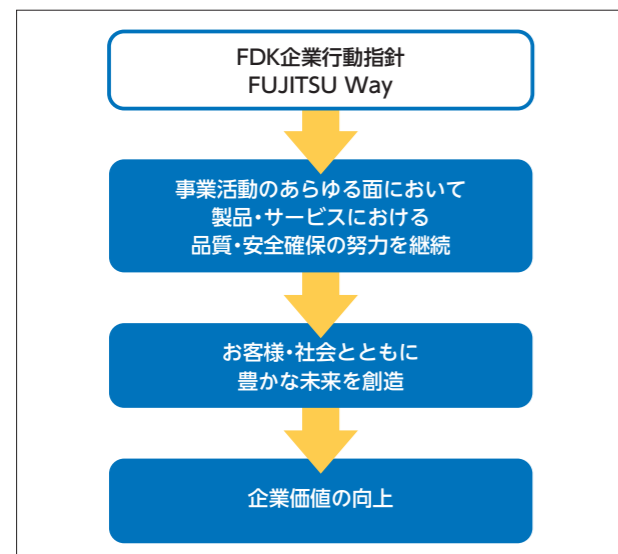 FDK企業行動指針
FUJITSU Way
事業活動のあらゆる面において
製品・サービスにおける
品質・安全確保の努力を継続
お客様・社会とともに
豊かな未来を創造
企業価値の向上